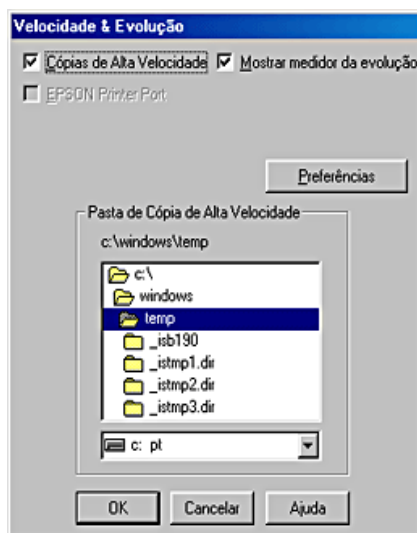 Velocidade & Evolução
Cópias de Alta Velocidade Mostrar medidor da evolução
EPSON Printer Port
Preferências
Pasta de Cópia de Alta Velocidade
c:\windows\temp
c:\
windows
temp
_isb190
_istmp1.dir
_istmp2.dir
_istmp3.dir
c: pt
OK Cancelar Ajuda